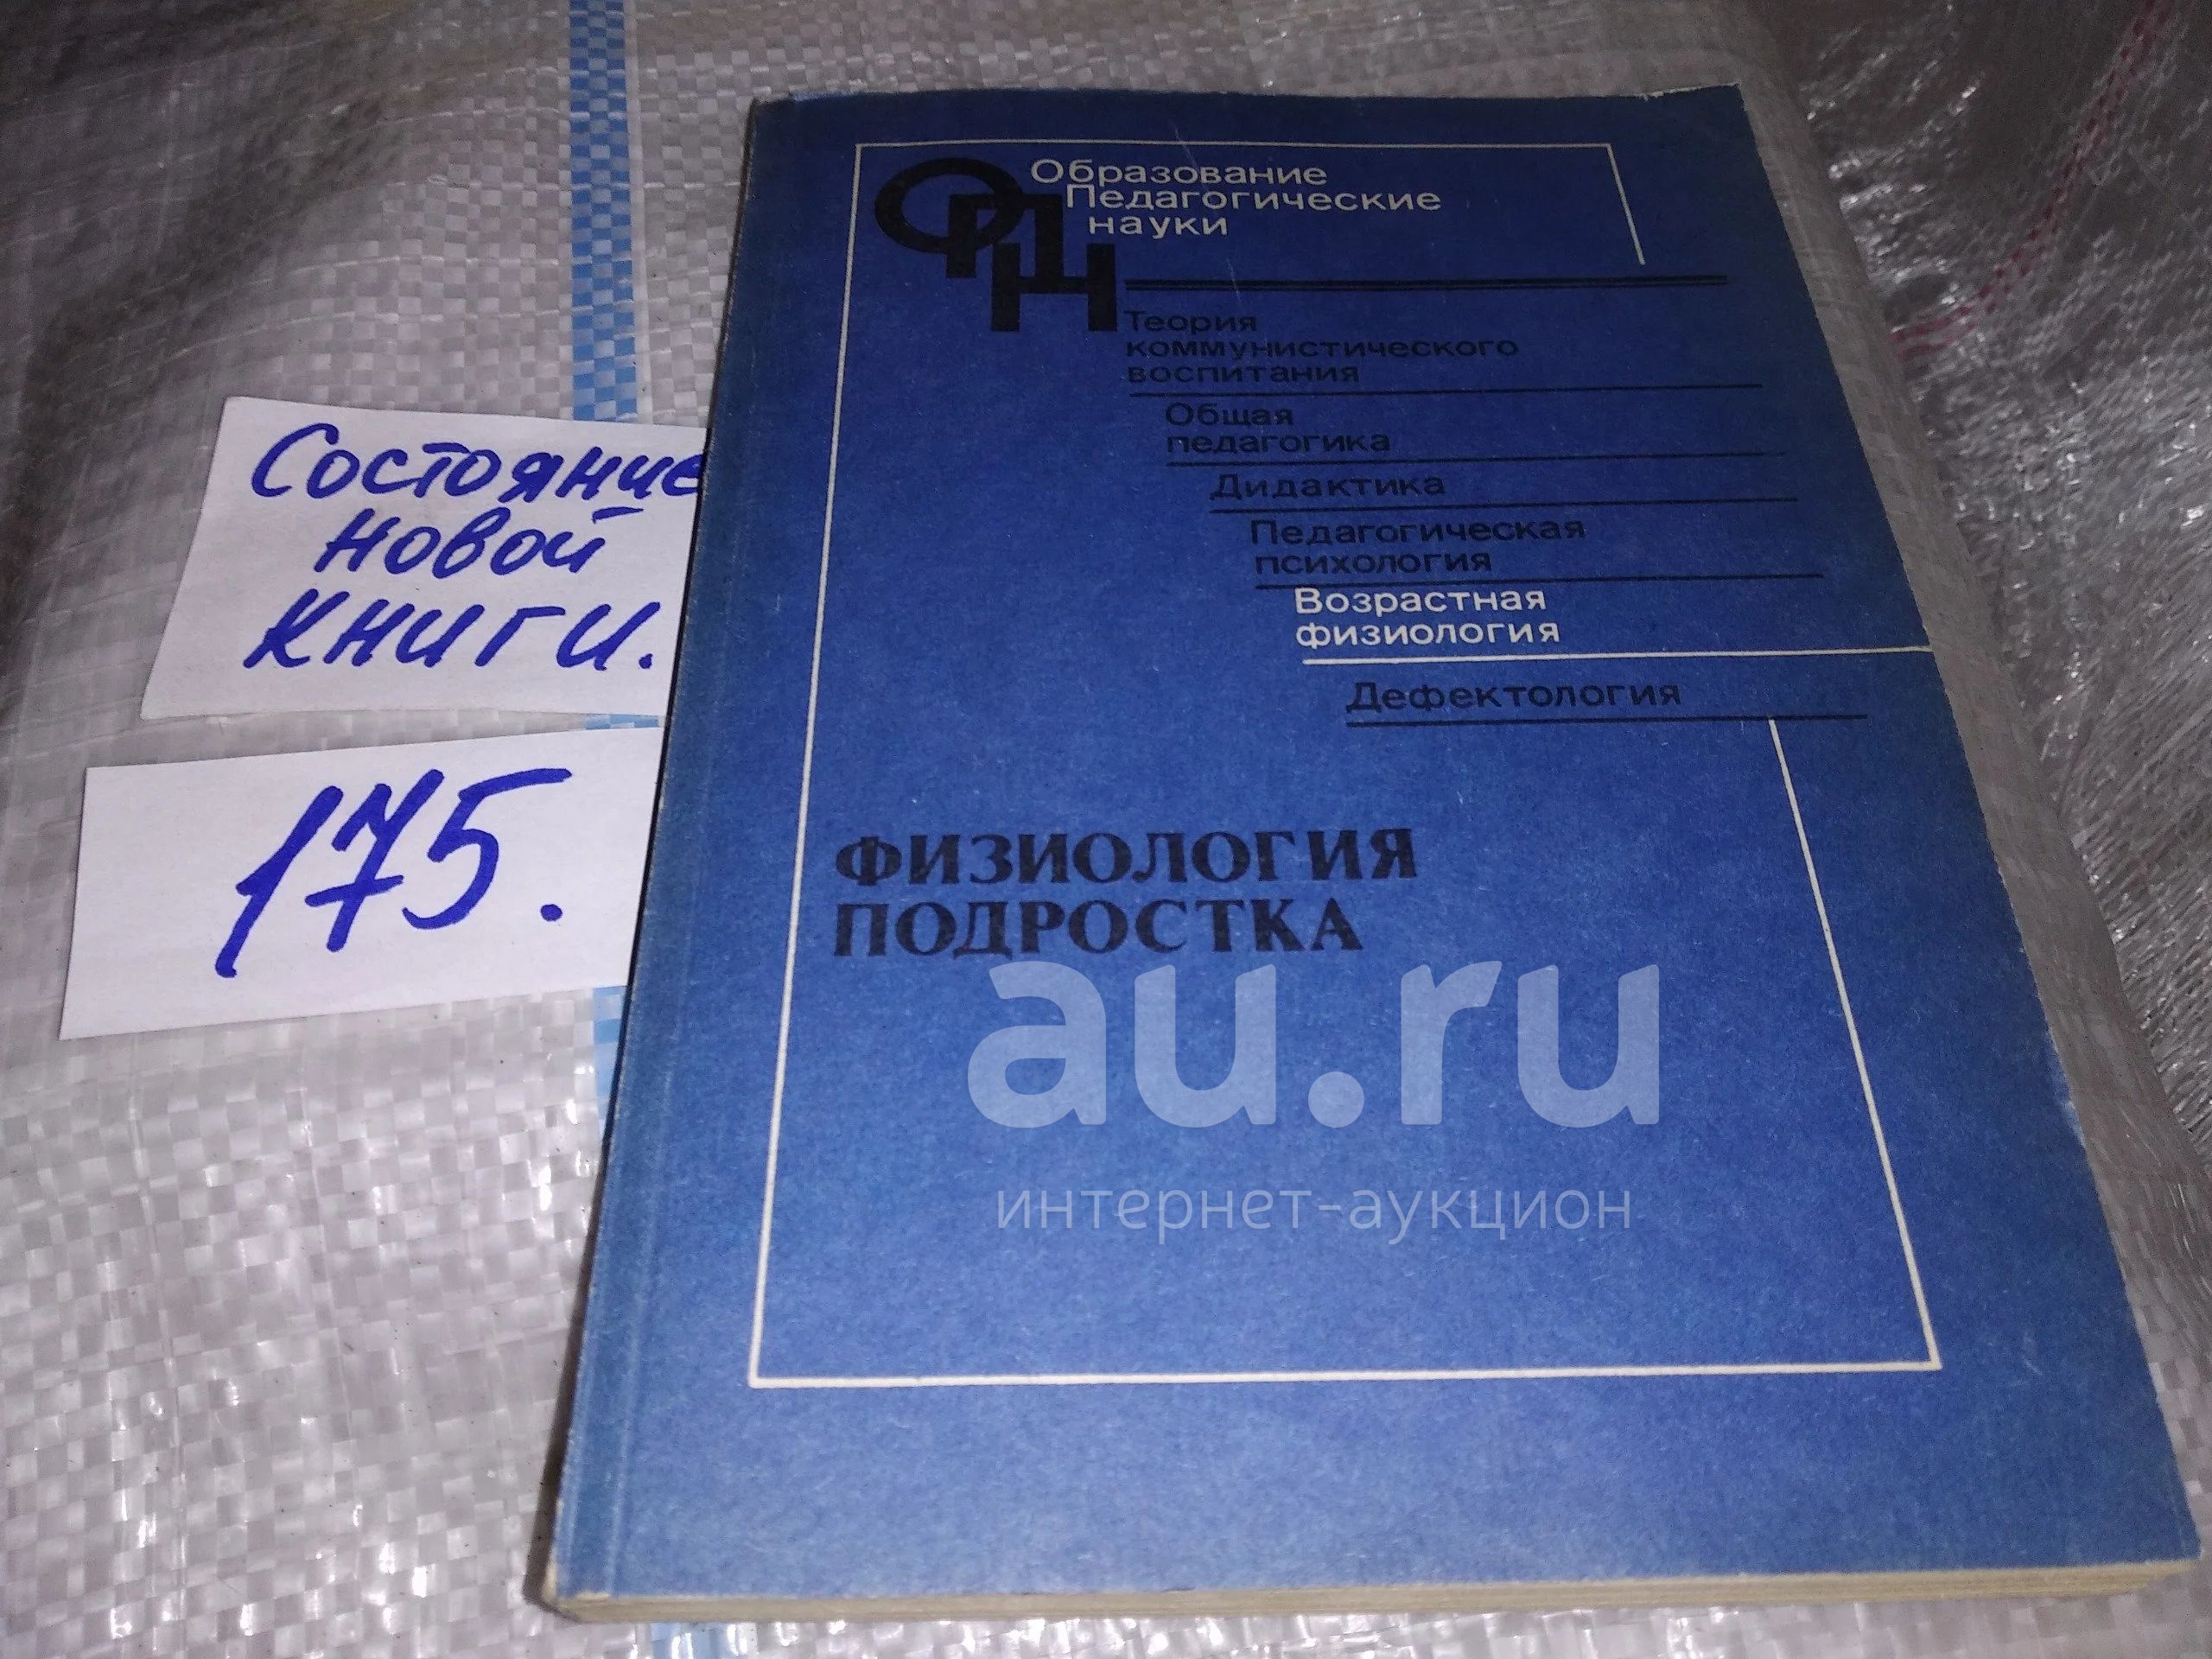 Образование
Педагогические
науки
ОПН
Теория
коммунистического
воспитания
Общая
педагогика
Дидактика
Педагогическая
психология
Возрастная
физиология
Дефектология
ФИЗИОЛОГИЯ
ПОДРОСТКА
Состояние
новой
книги.
175.
au.ru
интернет-аукцион